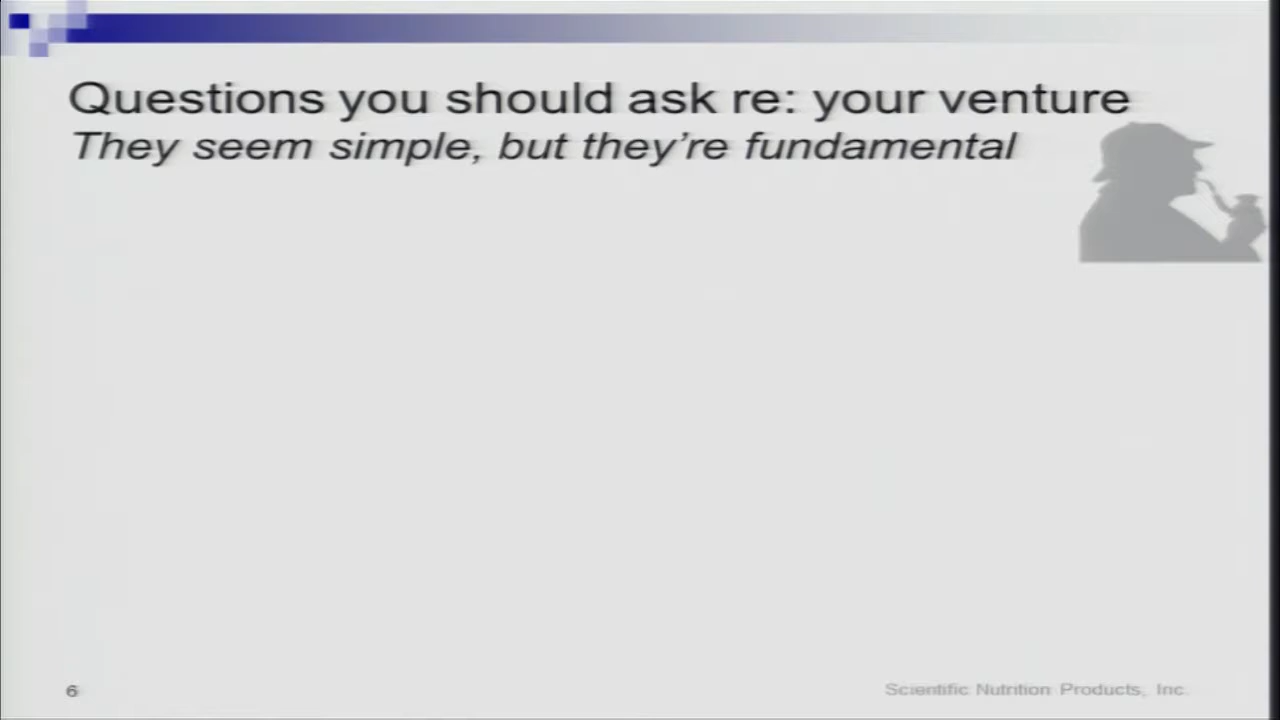 Questions you should ask re: your venture
They seem simple, but they're fundamental
6
Scientific Nutrition Products, Inc.